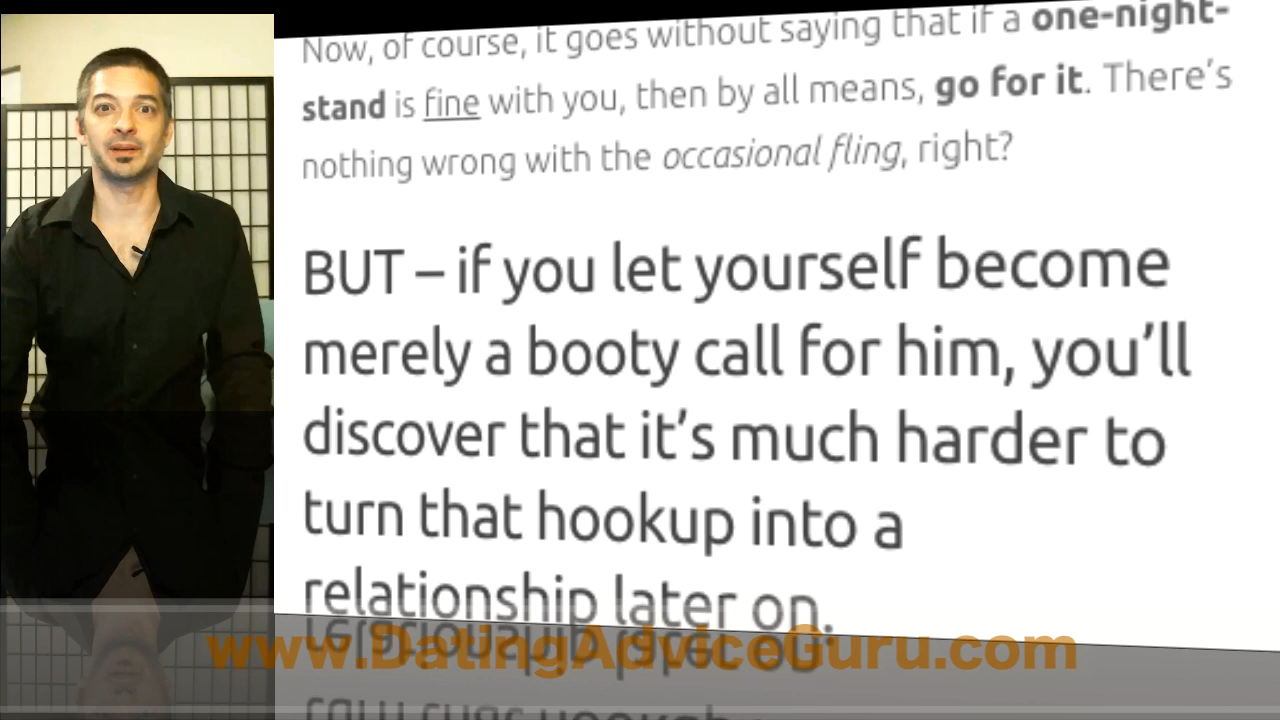 Now, of course, it goes without saying that if a one-night-
stand is fine with you, then by all means, go for it. There's
nothing wrong with the occasional fling, right?
BUT – if you let yourself become
merely a booty call for him, you'll
discover that it's much harder to
turn that hookup into a
relationship later on.
www.DatingAdviceGuru.com